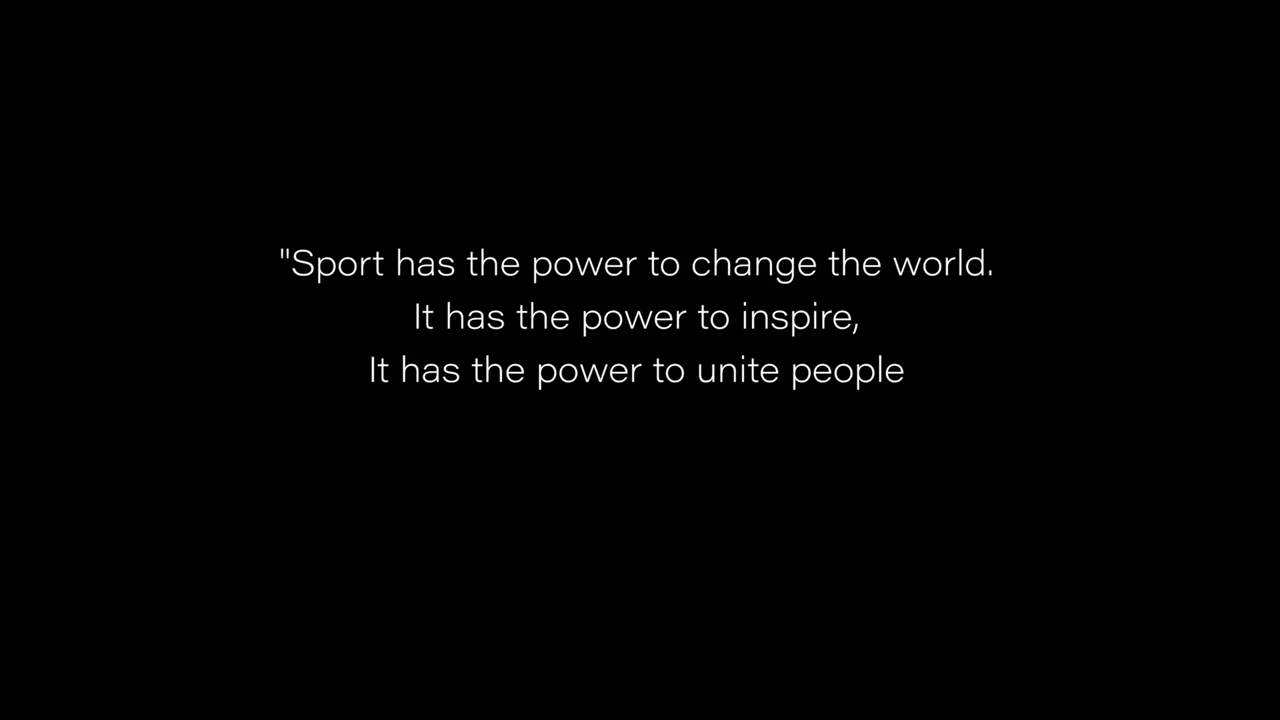 "Sport has the power to change the world.
It has the power to inspire,
It has the power to unite people